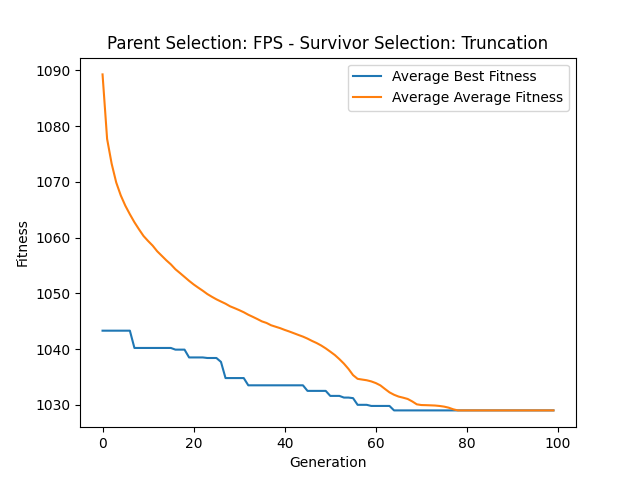 Parent Selection: FPS - Survivor Selection: Truncation
Average Best Fitness
Average Average Fitness
Fitness
1090
1080
1070
1060
1050
1040
1030
0 20 40 60 80 100
Generation